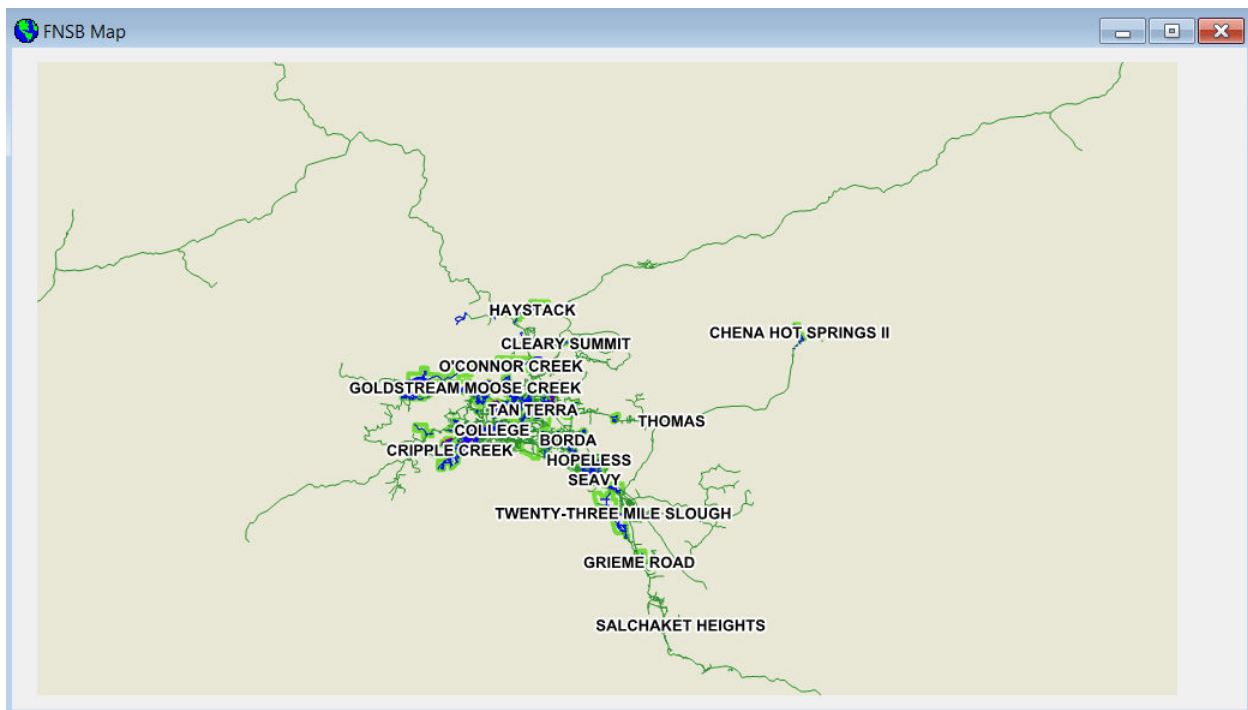 FNSB Map
HAYSTACK
CHENA HOT SPRINGS II
CLEARY SUMMIT
O'CONNOR CREEK
GOLDSTREAM MOOSE CREEK
TAN TERRA
THOMAS
COLLEGE
BORDA
CRIPPLE CREEK
HOPELESS
SEAVY
TWENTY-THREE MILE SLOUGH
GRIEME ROAD
SALCHAKET HEIGHTS